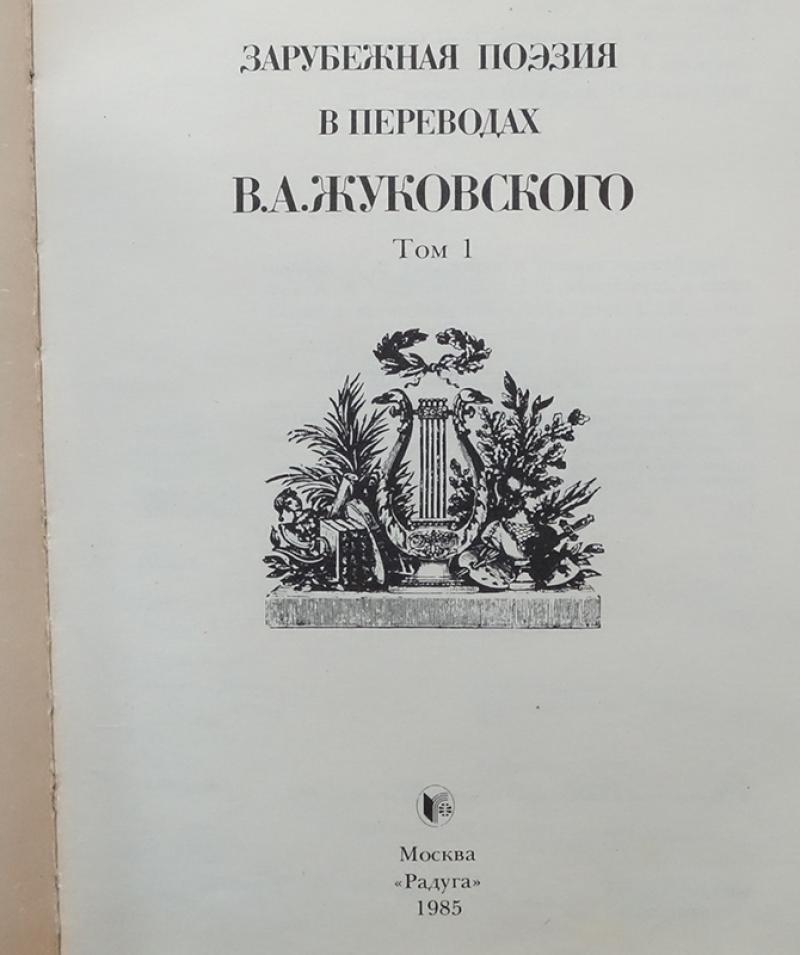 ЗАРУБЕЖНАЯ ПОЭЗИЯ
В ПЕРЕВОДАХ
В.А.ЖУКОВСКОГО
Том 1
Москва
«Радуга»
1985